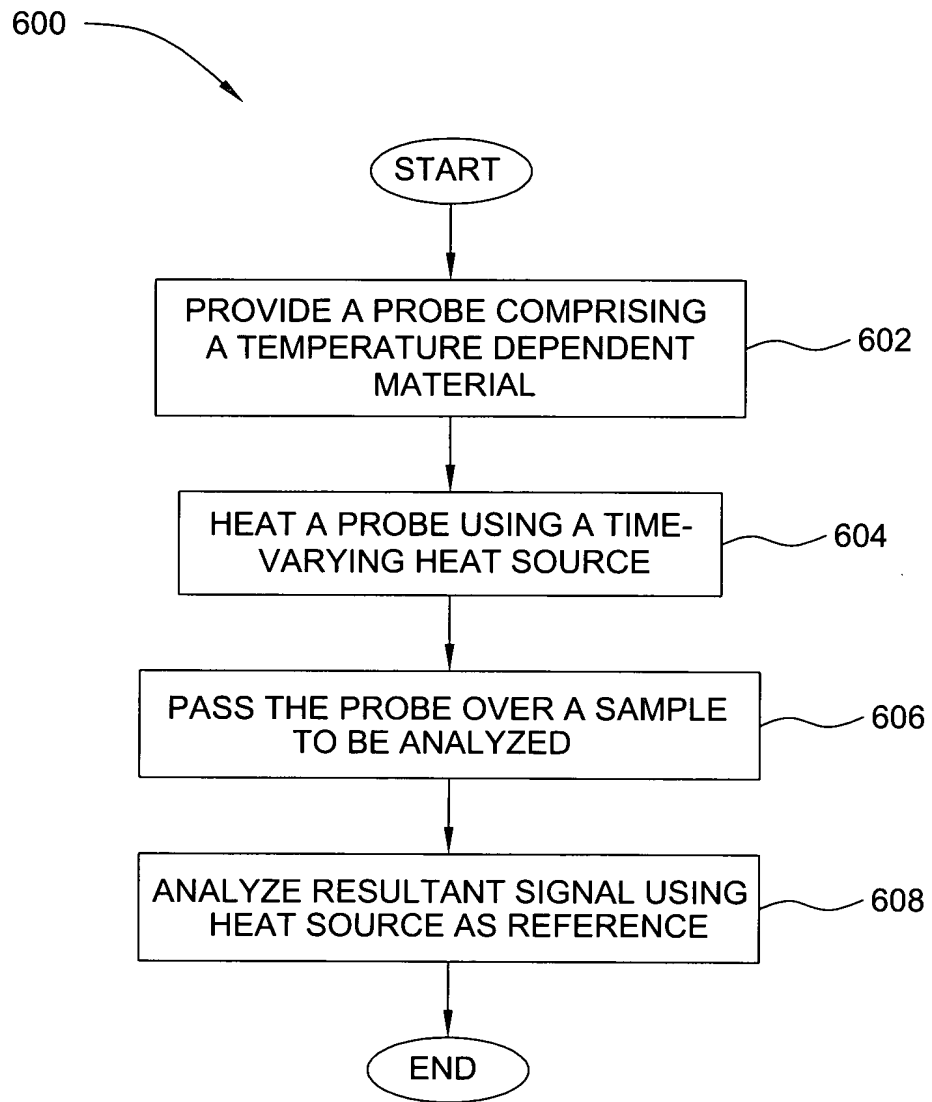 600
START
PROVIDE A PROBE COMPRISING
A TEMPERATURE DEPENDENT
MATERIAL
602
HEAT A PROBE USING A TIME-
VARYING HEAT SOURCE
604
PASS THE PROBE OVER A SAMPLE
TO BE ANALYZED
606
ANALYZE RESULTANT SIGNAL USING
HEAT SOURCE AS REFERENCE
608
END